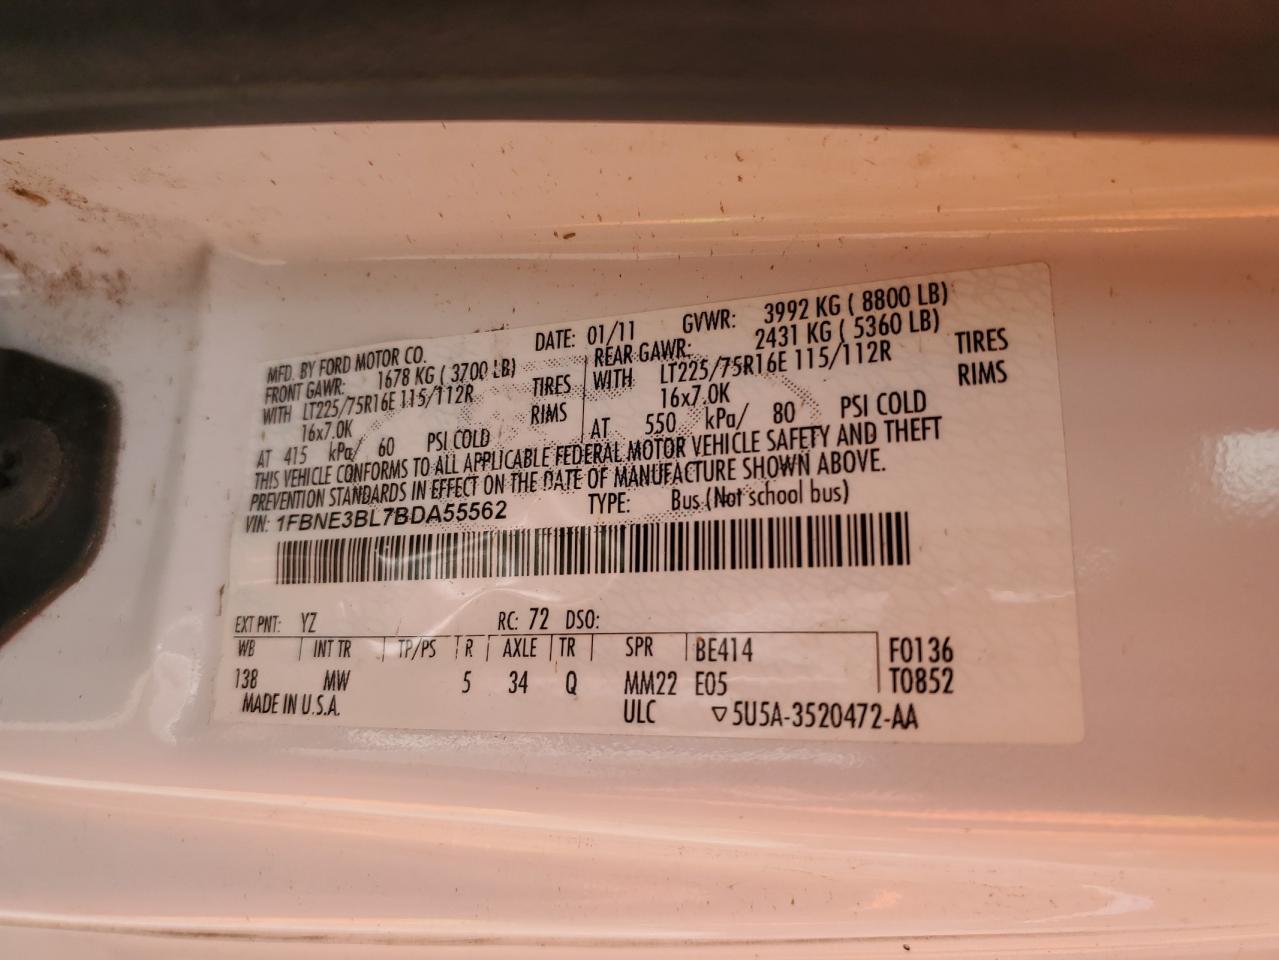 MFD. BY FORD MOTOR CO. DATE: 01/11 GVWR: 3992 KG ( 8800 LB)
FRONT GAWR: 1678 KG ( 3700 LB) REAR GAWR: 2431 KG ( 5360 LB)
WITH LT225/75R16E 115/112R TIRES WITH LT225/75R16E 115/112R TIRES
16x7.0K RIMS 16x7.0K RIMS
AT 415 kPa/ 60 PSI COLD AT 550 kPa/ 80 PSI COLD
THIS VEHICLE CONFORMS TO ALL APPLICABLE FEDERAL MOTOR VEHICLE SAFETY AND THEFT
PREVENTION STANDARDS IN EFFECT ON THE DATE OF MANUFACTURE SHOWN ABOVE.
VIN: 1FBNE3BL7BDA55562 TYPE: Bus (Not school bus)
EXT PNT: YZ RC: 72 DSO:
WB INT TR TP/PS R AXLE TR SPR BE414 F0136
138 MW 5 34 Q MM22 E05 T0852
MADE IN U.S.A. ULC ▽5U5A-3520472-AA